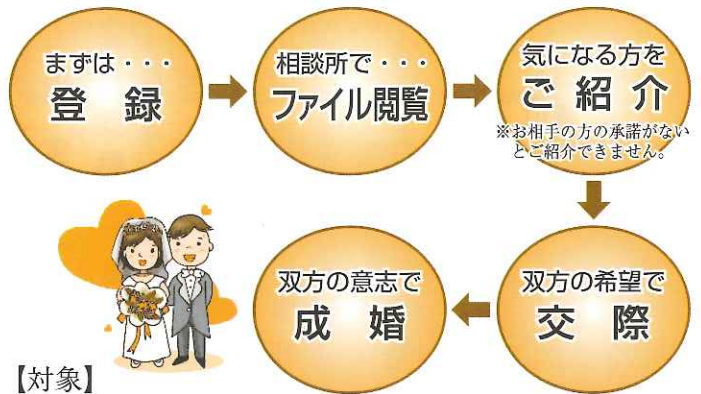 まずは・・・
登録
相談所で・・・
ファイル閲覧
気になる方を
ご紹介
※お相手の方の承諾がない
とご紹介できません。
双方の希望で
交際
双方の意志で
成婚
【対象】